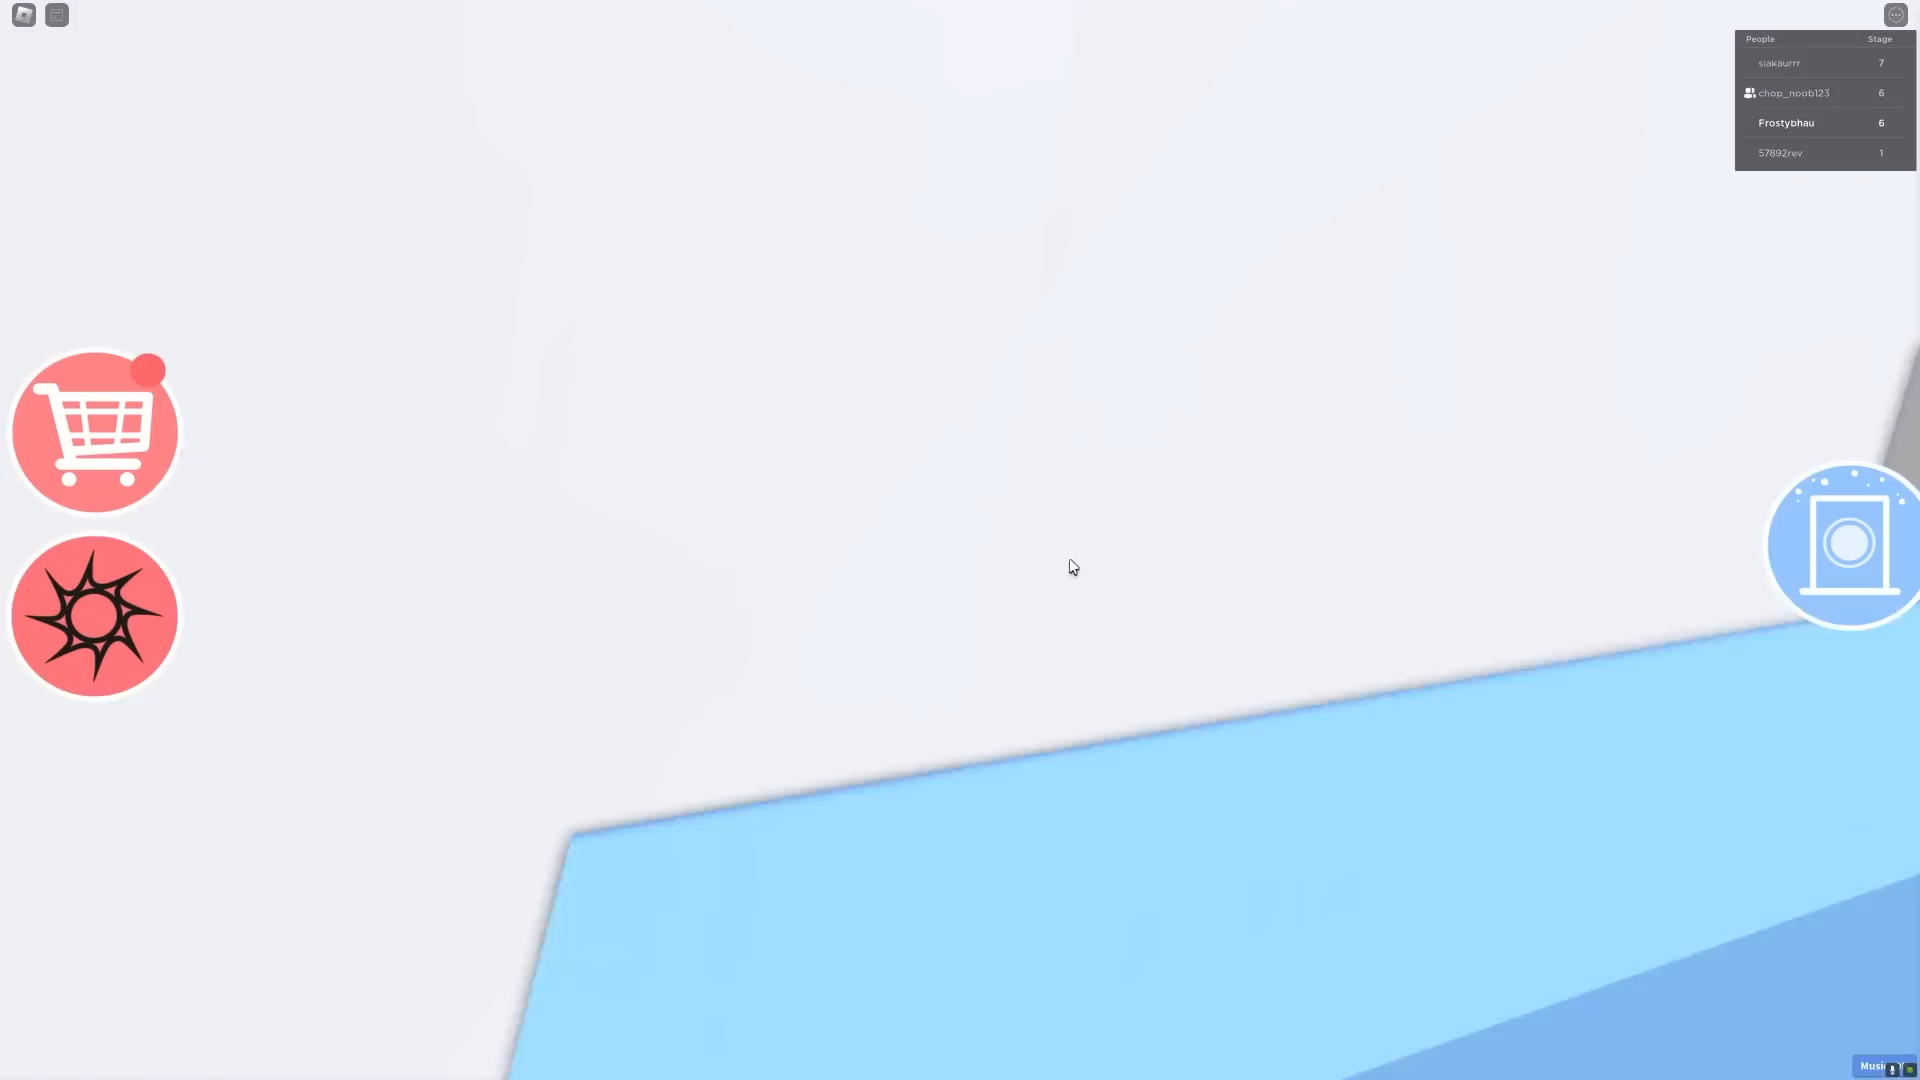 People Stage
siakaurrr 7
chop_noob123 6
Frostybhau 6
57892rev 1